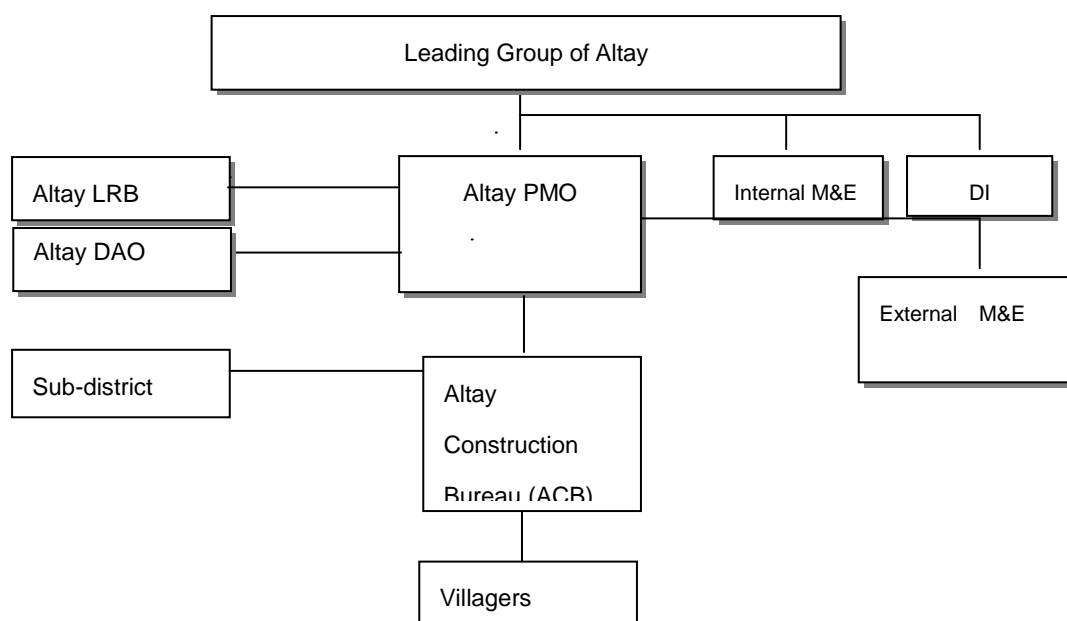 Leading Group of Altay
Altay LRB
Altay PMO
Internal M&E
DI
Altay DAO
External M&E
Sub-district
Altay
Construction
Bureau (ACB)
Villagers